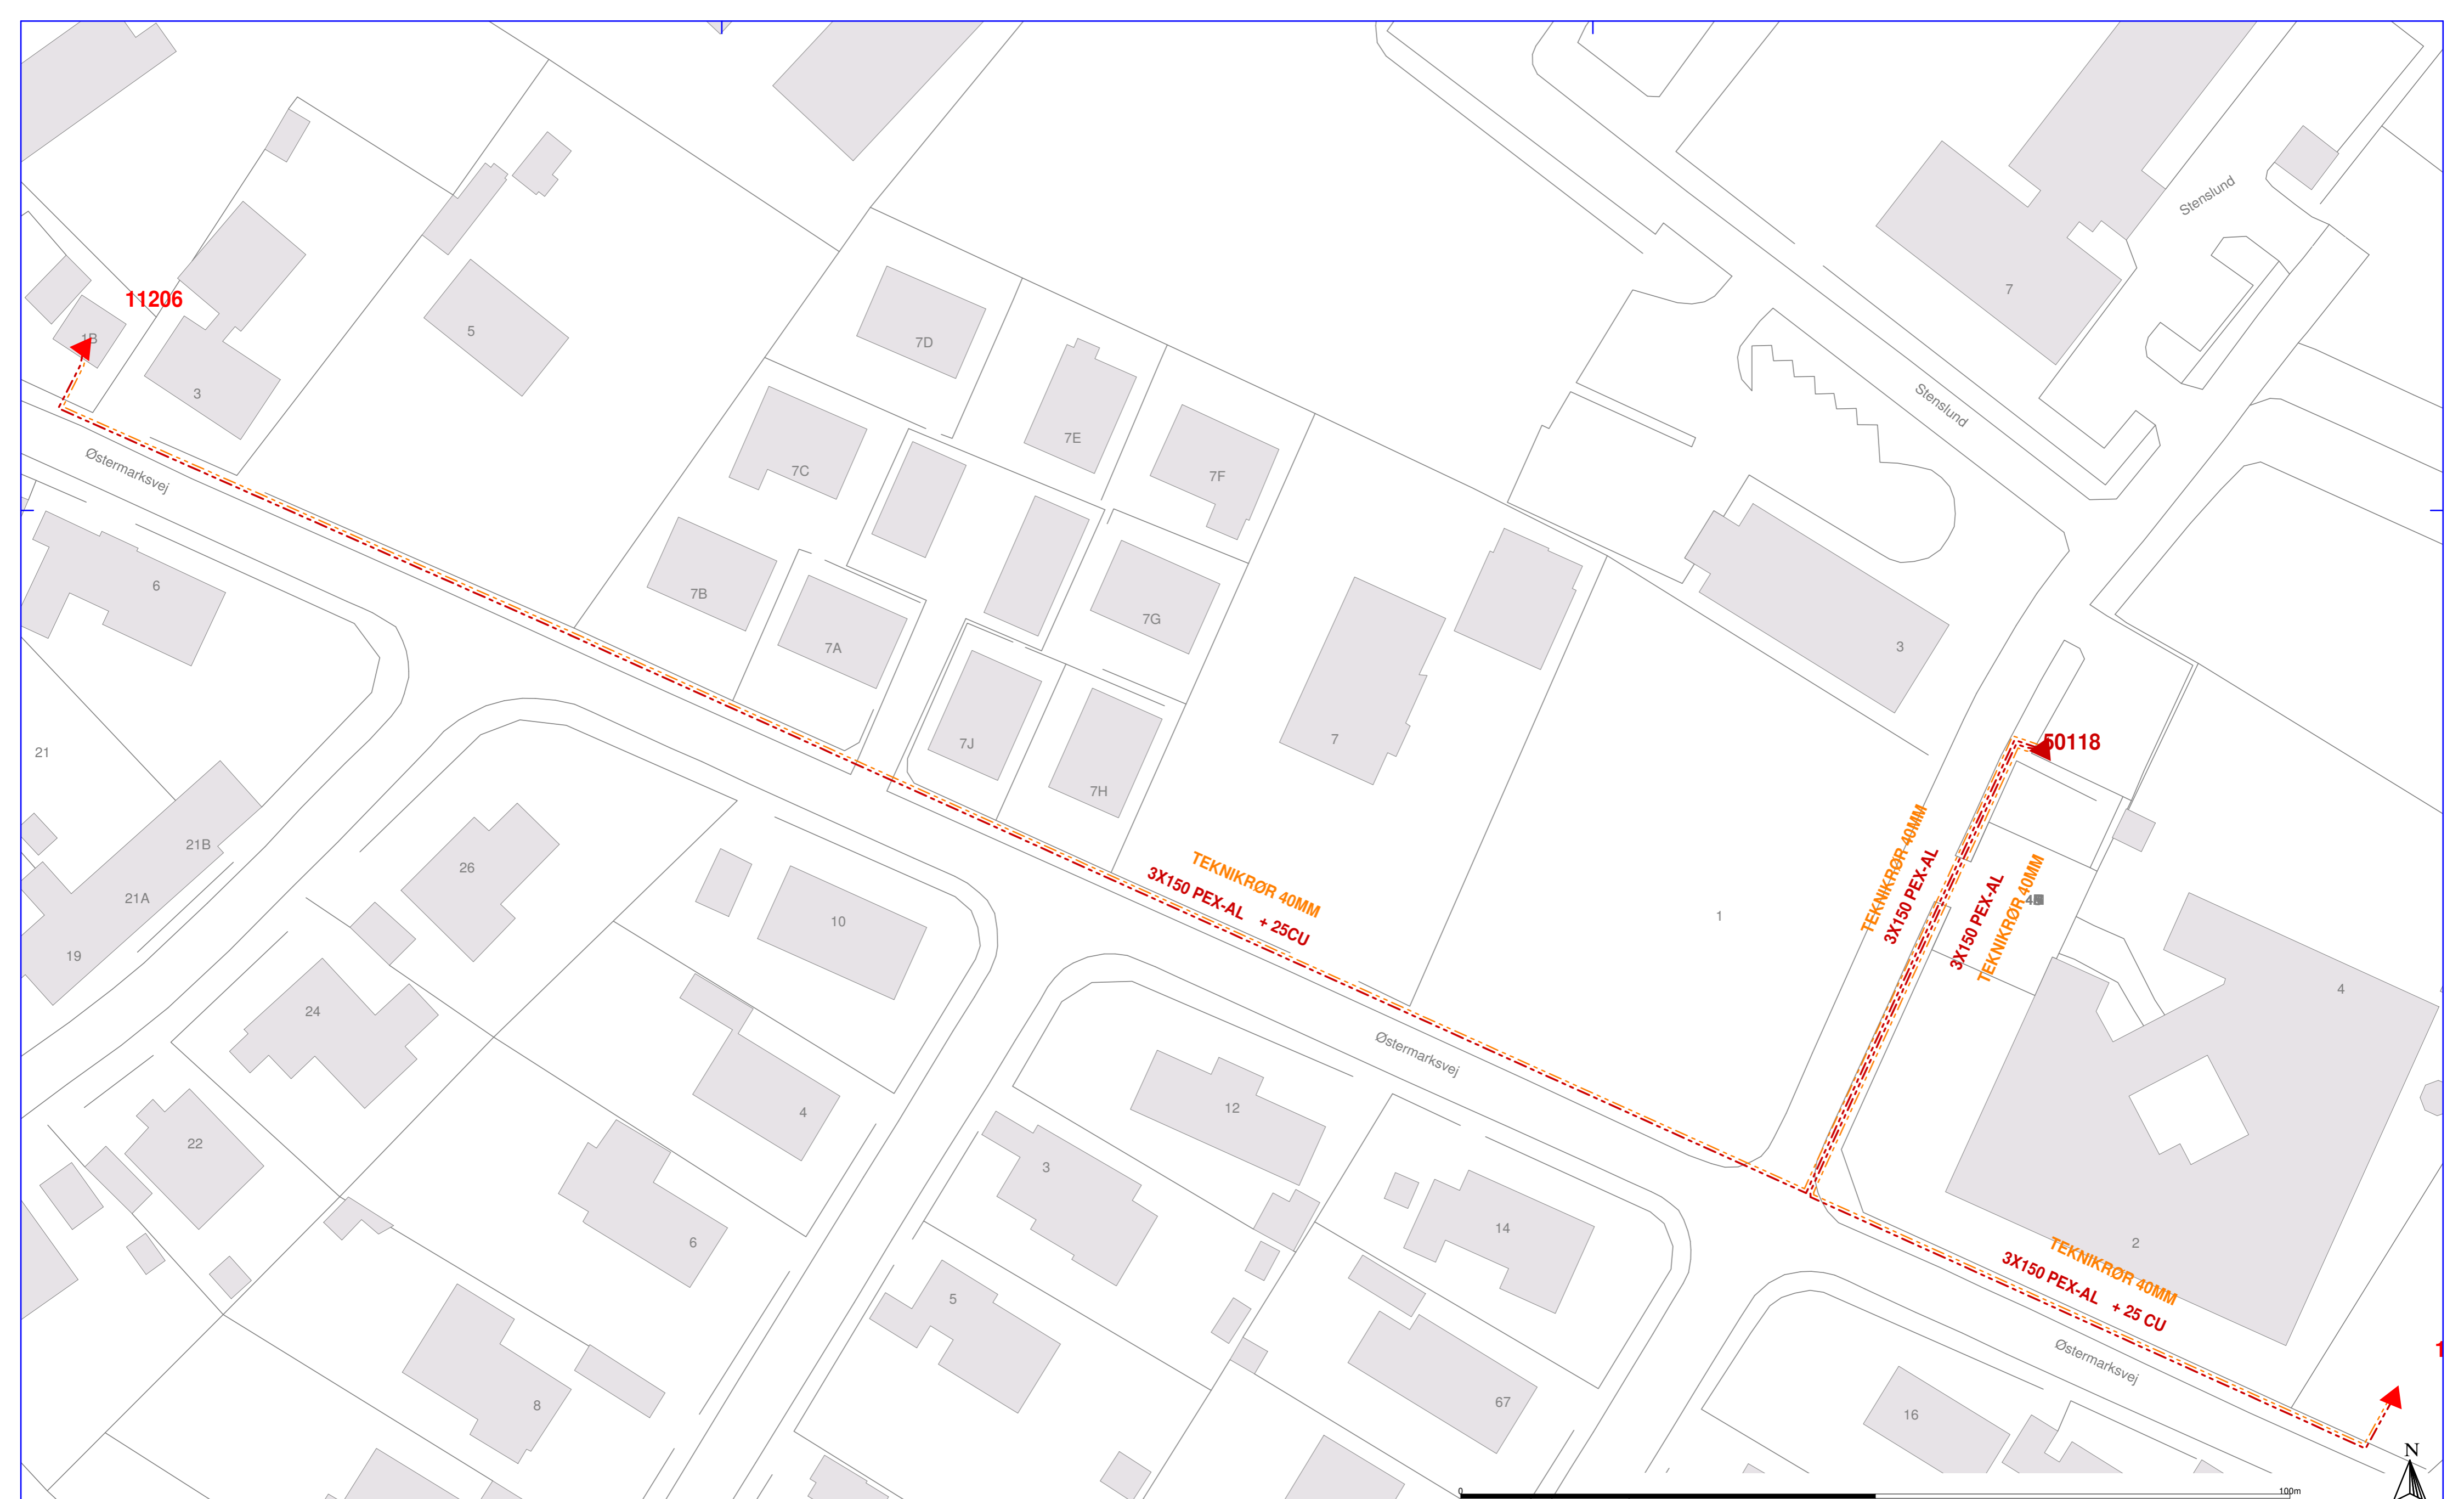 Stenslund
7
11206
1B
5
7D
3
Stenslund
7E
7C
7F
Østermarksvej
6
7B
7G
7A
3
21
7J
7
7H
50118
21B
26
TEKNIKRØR 40MM
3X150 PEX-AL + 25CU
TEKNIKRØR 40MM
3X150 PEX-AL
3X150 PEX-AL
TEKNIKRØR 40MM
21A
10
1
19
4
24
Østermarksvej
12
4
22
3
14
6
2
TEKNIKRØR 40MM
3X150 PEX-AL + 25 CU
5
Østermarksvej
67
8
16
N
0
100m